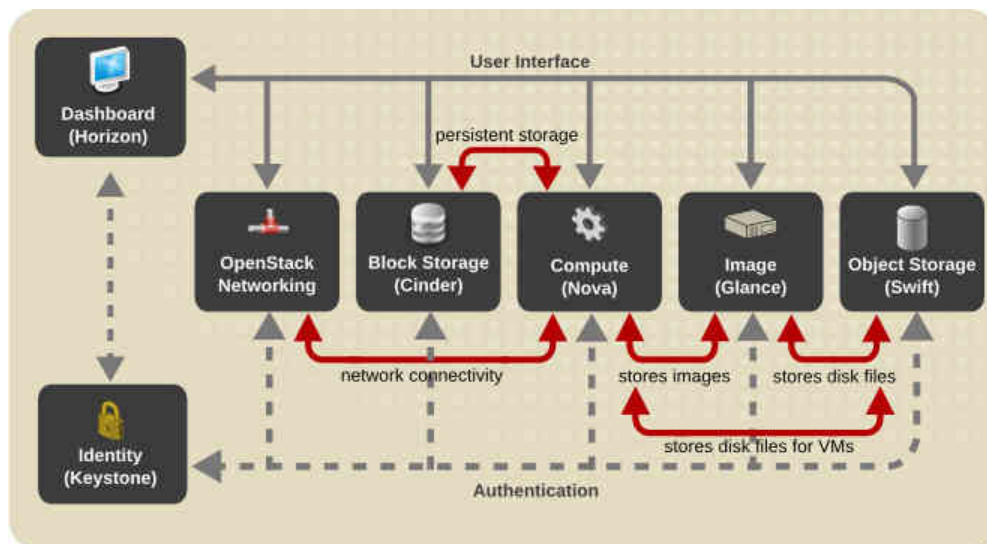 User Interface
Dashboard
(Horizon)
persistent storage
OpenStack
Networking
Block Storage
(Cinder)
Compute
(Nova)
Image
(Glance)
Object Storage
(Swift)
network connectivity
stores images
stores disk files
stores disk files for VMs
Identity
(Keystone)
Authentication